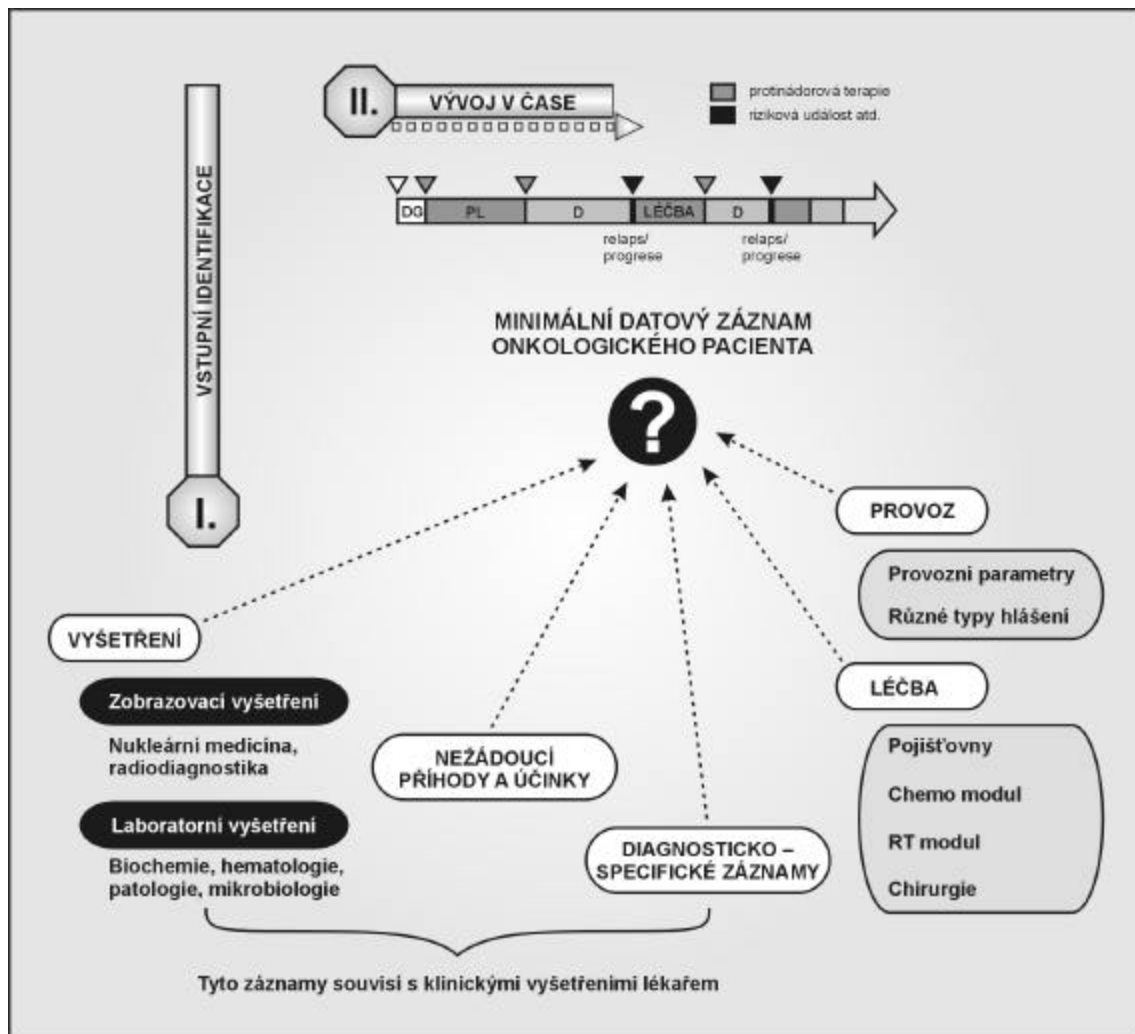 II.
VÝVOJ V ČASE
protinádorová terapie
riziková událost atd.
DG
PL
D
LÉČBA
D
relaps/
progrese
relaps/
progrese
VSTUPNÍ IDENTIFIKACE
I.
MINIMÁLNÍ DATOVÝ ZÁZNAM
ONKOLOGICKÉHO PACIENTA
?
PROVOZ
Provozni parametry
Různé typy hlášení
VYŠETŘENÍ
Zobrazovací vyšetření
Nukleární medicína,
radiodiagnostika
Laboratorní vyšetření
Biochemie, hematologie,
patologie, mikrobiologie
NEŽÁDOUCÍ
PŘÍHODY A ÚČINKY
DIAGNOSTICKO –
SPECIFICKÉ ZÁZNAMY
LÉČBA
Pojišťovny
Chemo modul
RT modul
Chirurgie
Tyto záznamy souvisí s klinickými vyšetřeními lékařem